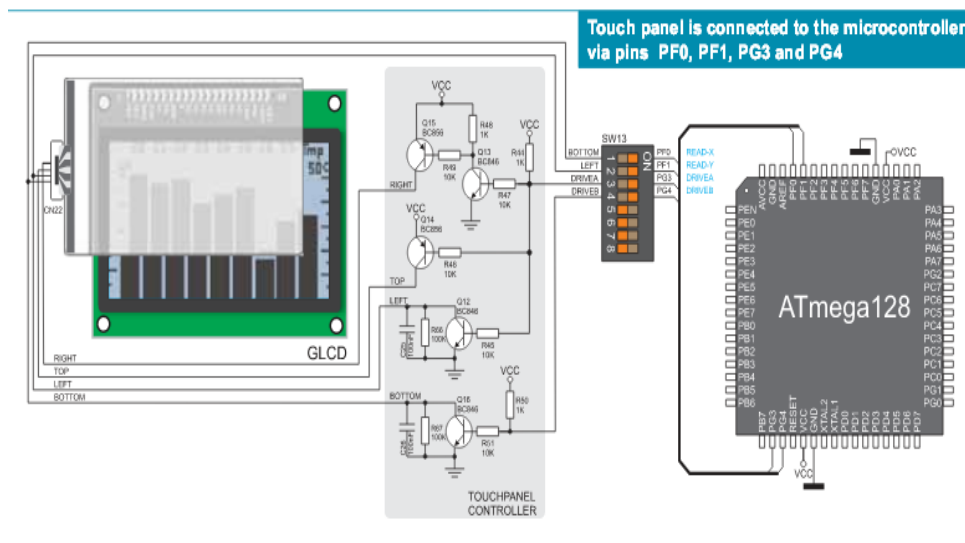 Touch panel is connected to the microcontroller
via pins PF0, PF1, PG3 and PG4
VCC
Q15
BC856
R48
1K
Q13
BC846
R49
10K
VCC
R44
1K
R47
10K
RIGHT
VCC
Q14
BC856
R46
10K
TOP
LEFT
Q12
BC846
R66
100K
C25
100nF
R45
10K
VCC
R50
1K
BOTTOM
Q16
BC846
R67
100K
C26
100nF
R51
10K
TOUCHPANEL
CONTROLLER
CN22
50C
GLCD
RIGHT
TOP
LEFT
BOTTOM
SW13
ON
1
2
3
4
5
6
7
8
BOTTOM
LEFT
DRIVEA
DRIVEB
PF0
PF1
PG3
PG4
READ-X
READ-Y
DRIVEA
DRIVEB
VCC
AVCC
GND
AREF
PF0
PF1
PF2
PF3
PF4
PF5
PF6
PF7
GND
VCC
PA0
PA1
PA2
PEN
PE0
PE1
PE2
PE3
PE4
PE5
PE6
PE7
PB0
PB1
PB2
PB3
PB4
PB5
PB6
ATmega128
PA3
PA4
PA5
PA6
PA7
PG2
PC7
PC6
PC5
PC4
PC3
PC2
PC1
PC0
PG1
PG0
PB7
PG3
PG4
RESET
VCC
GND
XTAL2
XTAL1
PD0
PD1
PD2
PD3
PD4
PD5
PD6
PD7
VCC